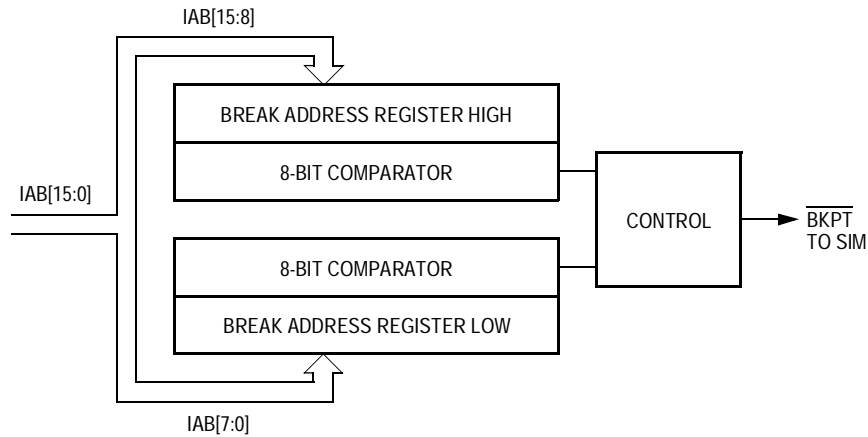 IAB[15:8]
BREAK ADDRESS REGISTER HIGH
8-BIT COMPARATOR
IAB[15:0]
CONTROL
BKPT
TO SIM
8-BIT COMPARATOR
BREAK ADDRESS REGISTER LOW
IAB[7:0]